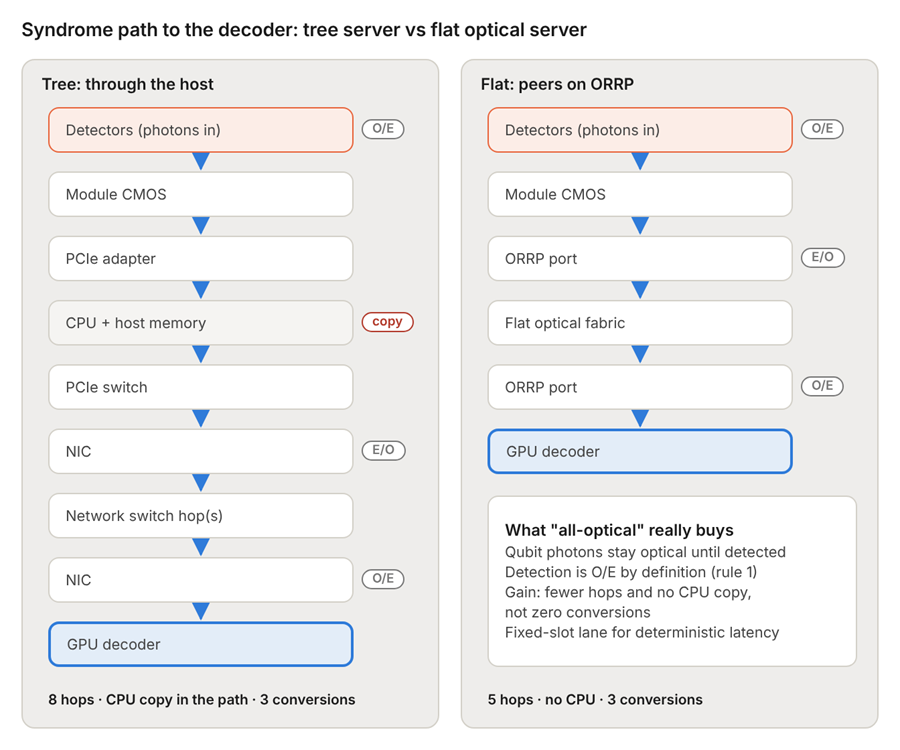 Syndrome path to the decoder: tree server vs flat optical server
Tree: through the host
Detectors (photons in)
O/E
Module CMOS
PCIe adapter
CPU + host memory
copy
PCIe switch
NIC
E/O
Network switch hop(s)
NIC
O/E
GPU decoder
8 hops · CPU copy in the path · 3 conversions
Flat: peers on ORRP
Detectors (photons in)
O/E
Module CMOS
ORRP port
E/O
Flat optical fabric
ORRP port
O/E
GPU decoder
What "all-optical" really buys
Qubit photons stay optical until detected
Detection is O/E by definition (rule 1)
Gain: fewer hops and no CPU copy,
not zero conversions
Fixed-slot lane for deterministic latency
5 hops · no CPU · 3 conversions